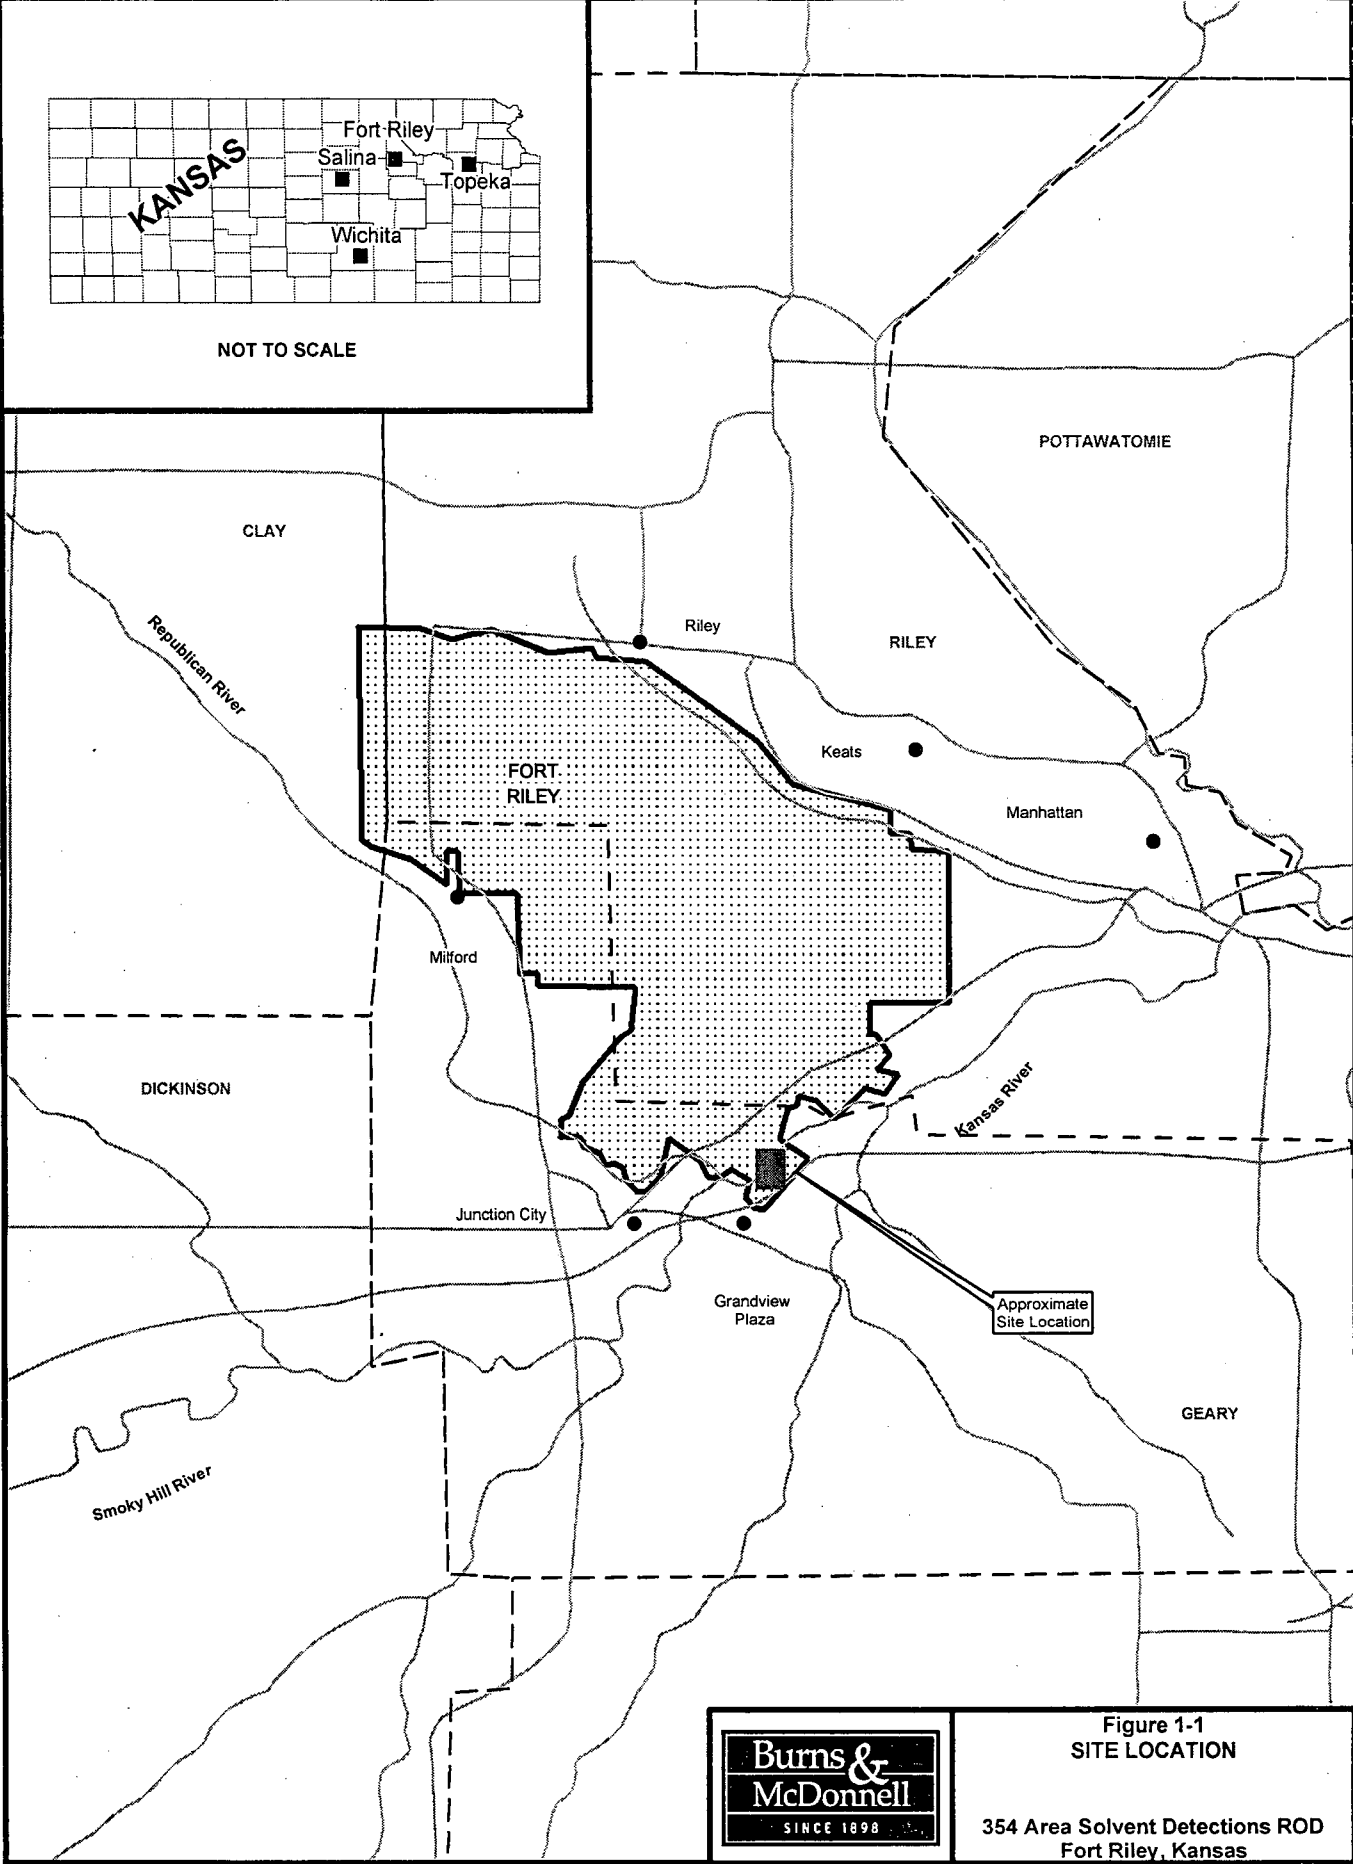 KANSAS
Fort Riley
Salina
Topeka
Wichita
NOT TO SCALE
POTTAWATOMIE
CLAY
Republican River
Riley
RILEY
FORT
RILEY
Keats
Manhattan
Milford
DICKINSON
Kansas River
Junction City
Grandview
Plaza
Approximate
Site Location
GEARY
Smoky Hill River
Burns &
McDonnell
SINCE 1898
Figure 1-1
SITE LOCATION
354 Area Solvent Detections ROD
Fort Riley, Kansas